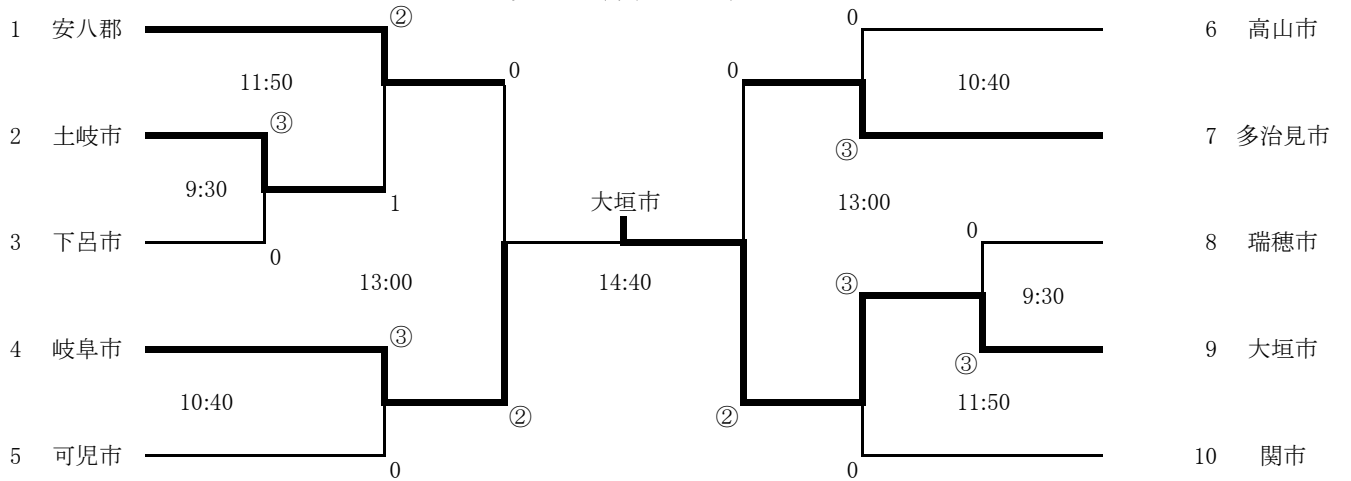 ② 0
1 安八郡 6 高山市
11:50 0 0 10:40
③
2 土岐市 ③ 7 多治見市
9:30 1 大垣市 13:00
0
3 下呂市 0 8 瑞穂市
13:00 14:40 ③ 9:30
③
4 岐阜市 ③ 9 大垣市
10:40 ② ② 11:50
5 可児市 0 0 10 関市